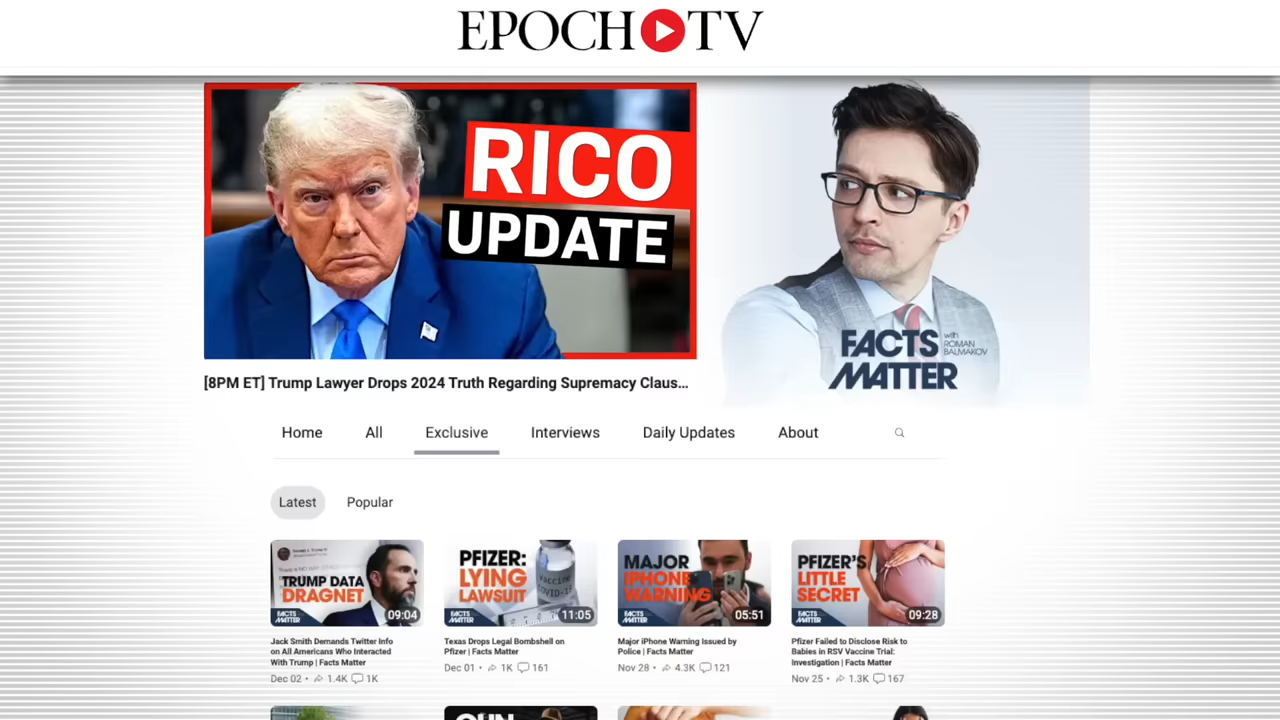 EPOCH TV
RICO
UPDATE
FACTS
MATTER
with
ROMAN
BALMAKOV
[8PM ET] Trump Lawyer Drops 2024 Truth Regarding Supremacy Claus...
Home All Exclusive Interviews Daily Updates About
Latest Popular
TRUMP DATA
DRAGNET
FACTS
MATTER
09:04
PFIZER:
LYING
LAWSUIT
VACCINE
COVID-19
FACTS
MATTER
11:05
MAJOR
IPHONE
WARNING
FACTS
MATTER
05:51
PFIZER'S
LITTLE
SECRET
FACTS
MATTER
09:28
Jack Smith Demands Twitter Info
on All Americans Who Interacted
With Trump | Facts Matter
Dec 02 • 1.4K 1K
Texas Drops Legal Bombshell on
Pfizer | Facts Matter
Dec 01 • 1K 161
Major iPhone Warning Issued by
Police | Facts Matter
Nov 28 • 4.3K 121
Pfizer Failed to Disclose Risk to
Babies in RSV Vaccine Trial:
Investigation | Facts Matter
Nov 25 • 1.3K 167